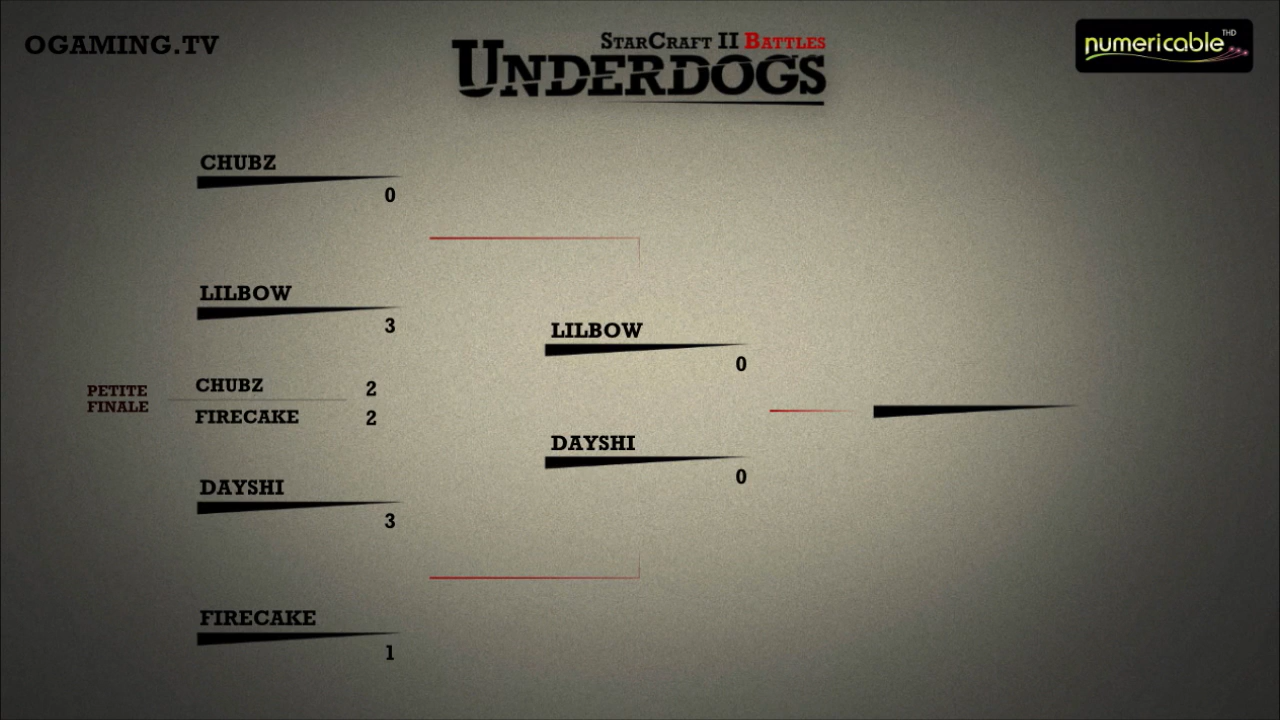 OGAMING.TV
STARCRAFT II BATTLES
UNDERDOGS
numericable THD
CHUBZ
0
LILBOW
3
PETITE
FINALE
CHUBZ 2
FIRECAKE 2
DAYSHI
3
FIRECAKE
1
LILBOW
0
DAYSHI
0